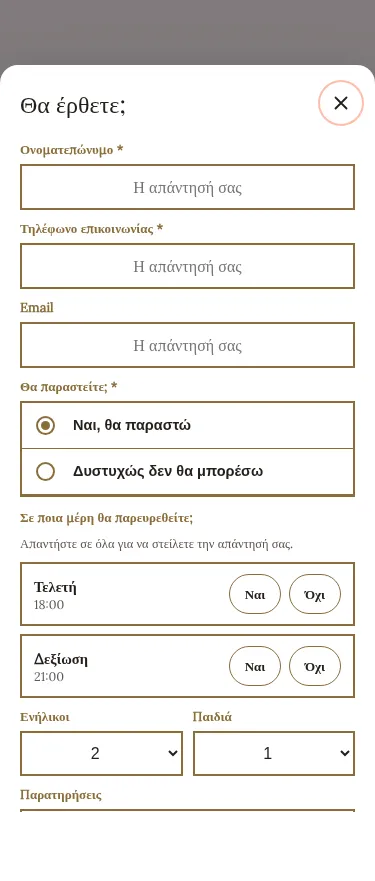 Θα έρθετε;
Ονοματεπώνυμο *
Η απάντησή σας
Τηλέφωνο επικοινωνίας *
Η απάντησή σας
Email
Η απάντησή σας
Θα παραστείτε; *
Ναι, θα παραστώ
Δυστυχώς δεν θα μπορέσω
Σε ποια μέρη θα παρευρεθείτε;
Απαντήστε σε όλα για να στείλετε την απάντησή σας.
Τελετή
18:00
Ναι Όχι
Δεξίωση
21:00
Ναι Όχι
Ενήλικοι Παιδιά
2 1
Παρατηρήσεις